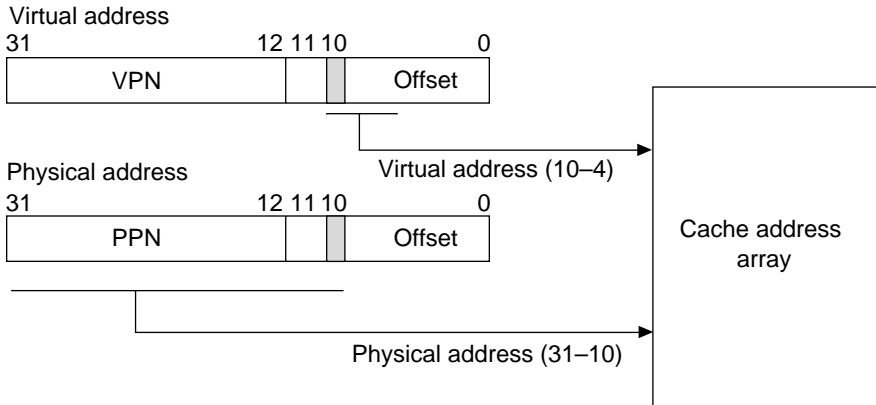 Virtual address
31 12 11 10 0
VPN Offset
Virtual address (10–4)
Physical address
31 12 11 10 0
PPN Offset
Cache address
array
Physical address (31–10)